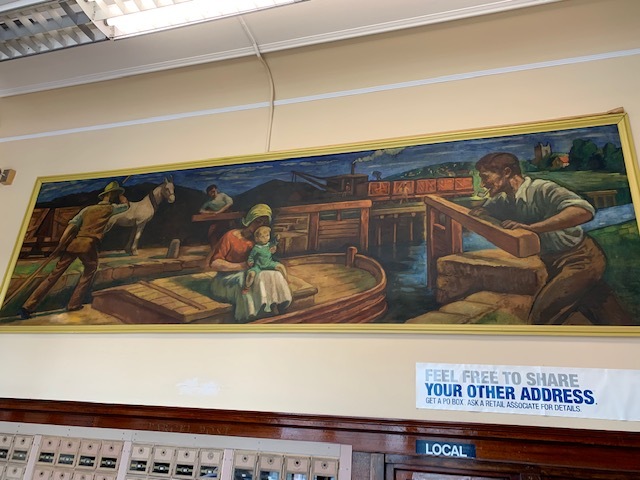 FEEL FREE TO SHARE
YOUR OTHER ADDRESS.
GET A PO BOX. ASK A RETAIL ASSOCIATE FOR DETAILS.
LOCAL